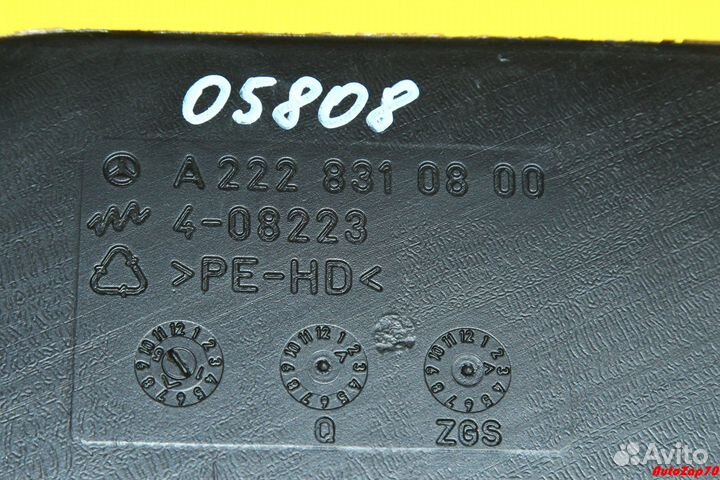 05808
A 222 831 08 00
4-08223
>PE-HD<
Q
ZGS
Avito
AutoZap70